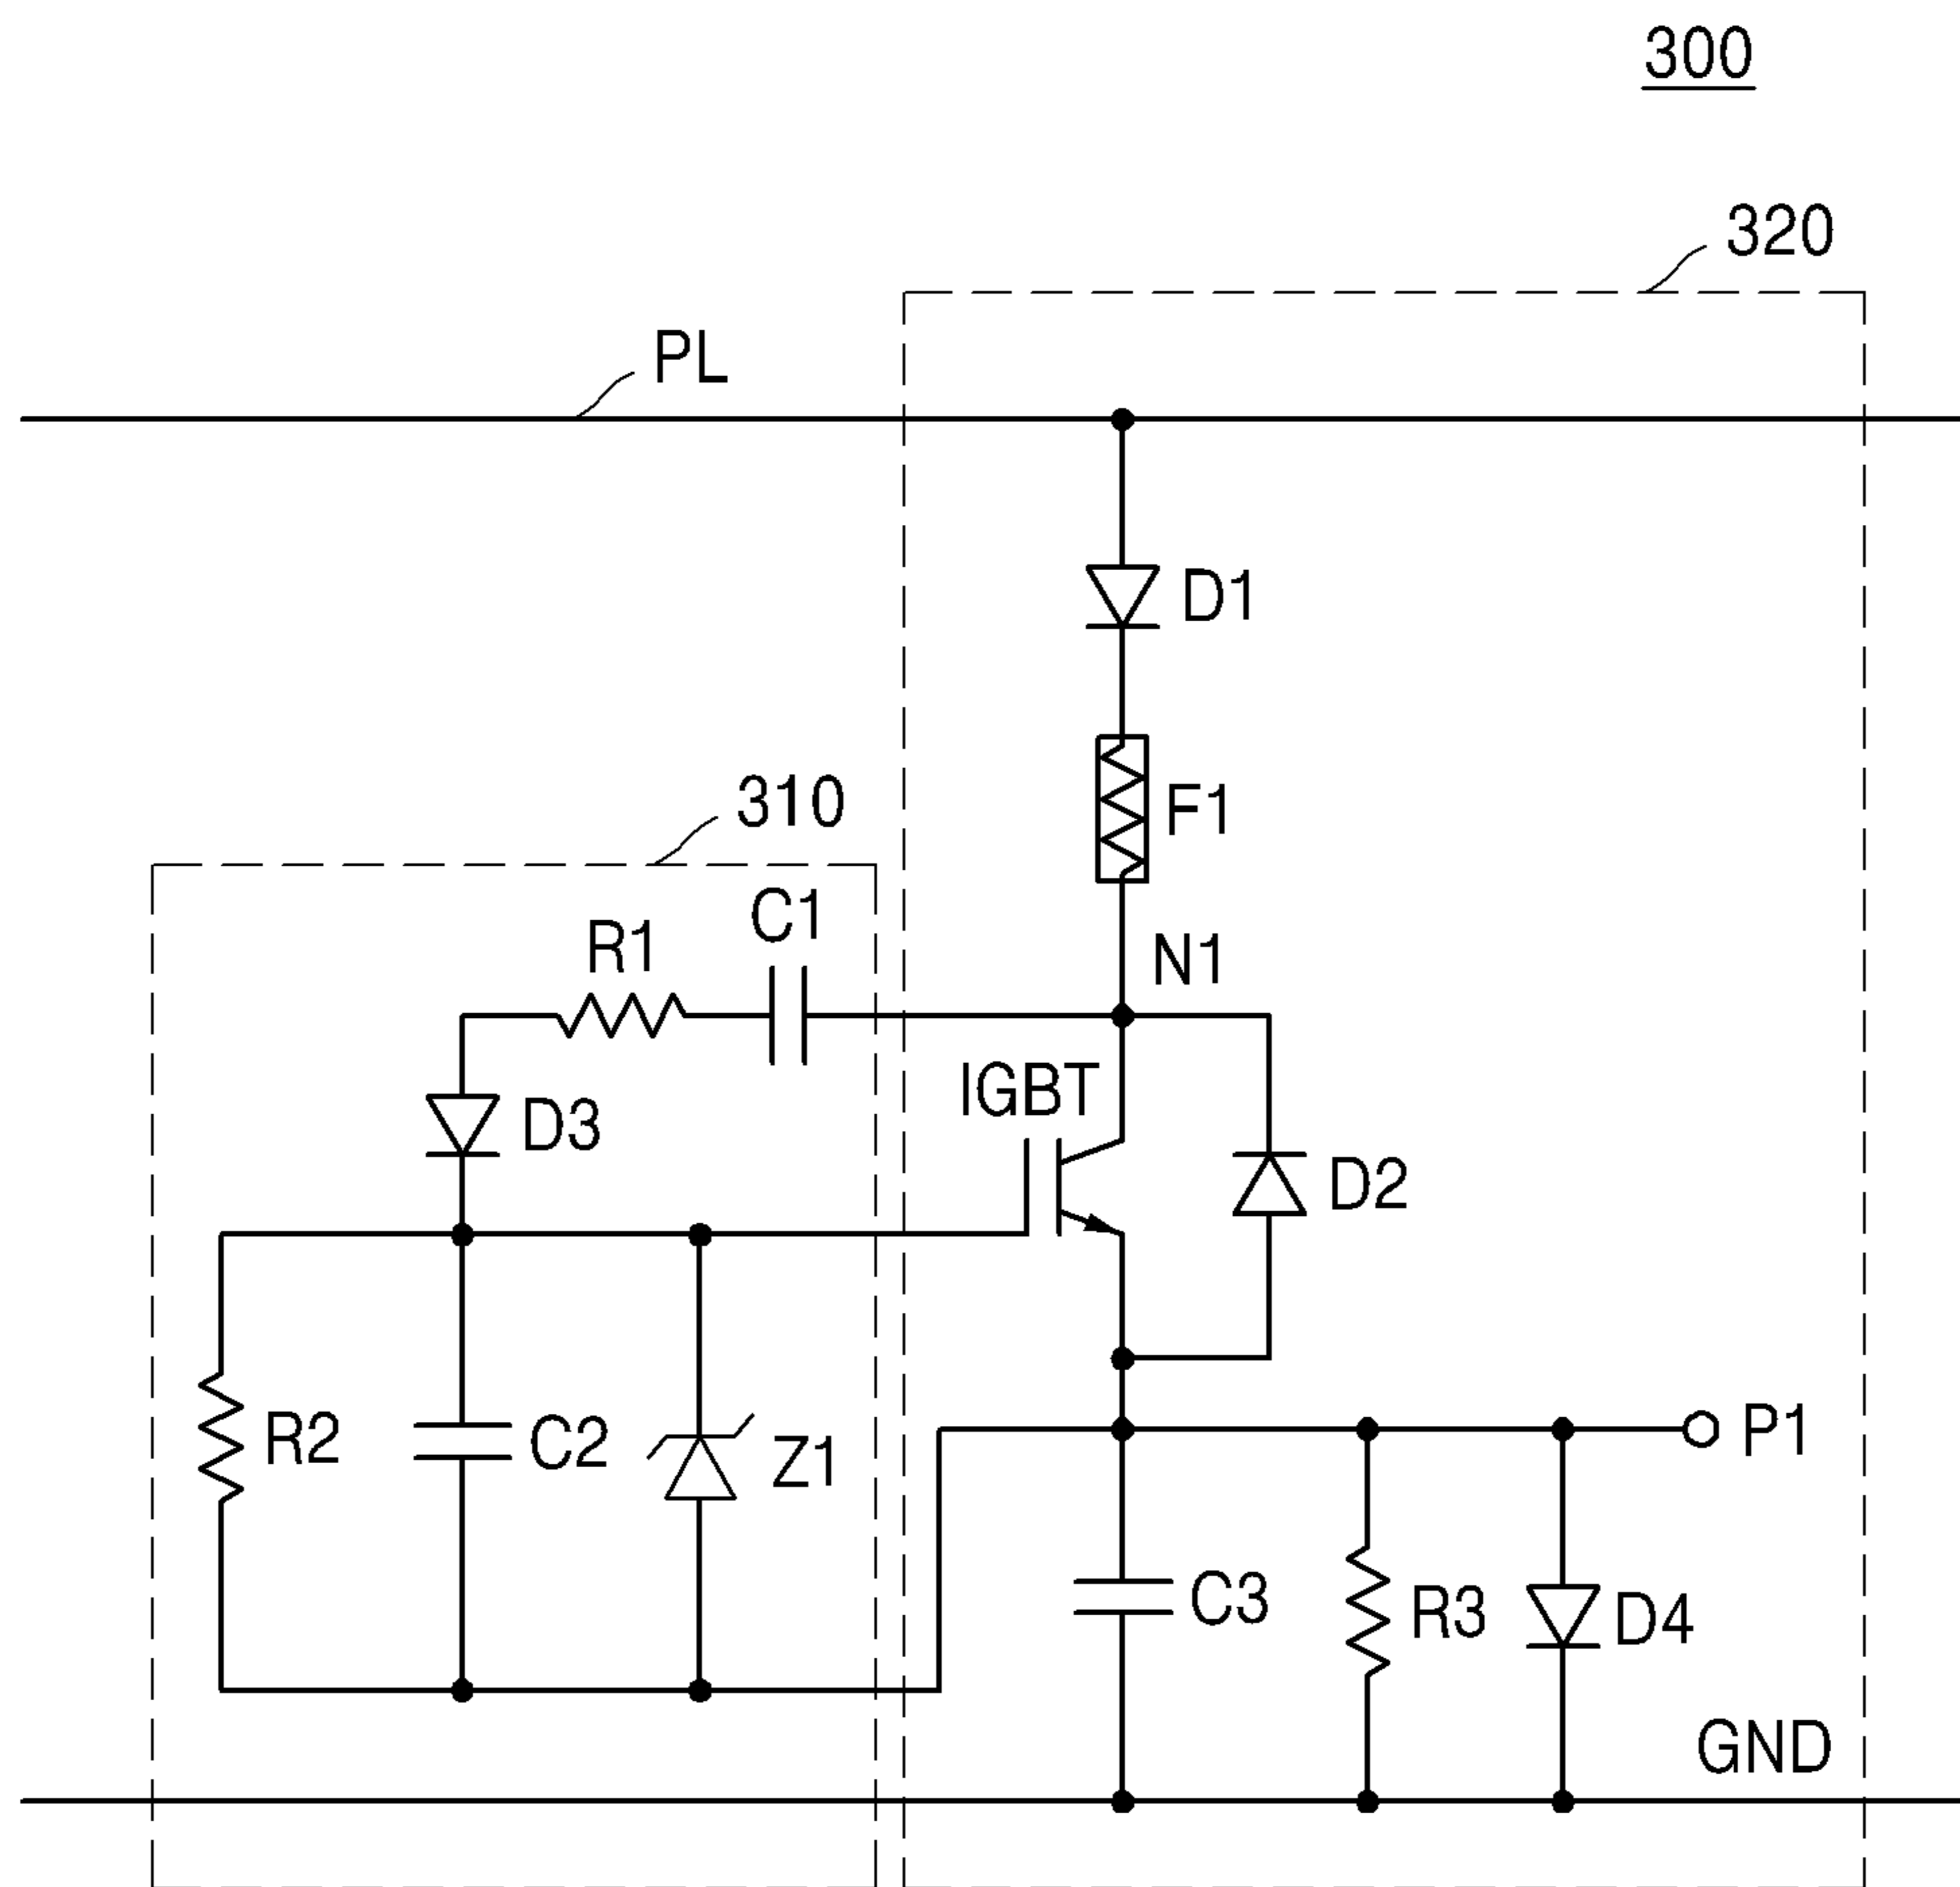 300
320
PL
D1
F1
310
C1
R1
N1
IGBT
D3
D2
P1
R2
C2
Z1
C3
R3
D4
GND